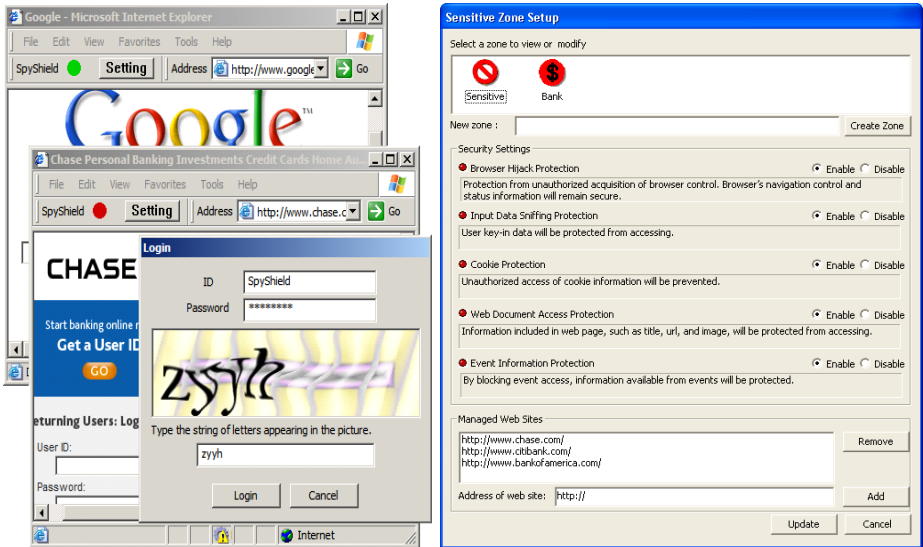 Google - Microsoft Internet Explorer
File Edit View Favorites Tools Help
SpyShield Setting Address http://www.google Go
Google™
Chase Personal Banking Investments Credit Cards Home Au...
File Edit View Favorites Tools Help
SpyShield Setting Address http://www.chase.c Go
CHASE
Start banking online
Get a User ID
GO
eturning Users: Log
User ID:
Password:
Internet
Login
ID SpyShield
Password ********
zyyh
Type the string of letters appearing in the picture.
zyyh
Login Cancel
Sensitive Zone Setup
Select a zone to view or modify
Sensitive Bank
New zone : Create Zone
Security Settings
Browser Hijack Protection Enable Disable
Protection from unauthorized acquisition of browser control. Browser's navigation control and
status information will remain secure.
Input Data Sniffing Protection Enable Disable
User key-in data will be protected from accessing.
Cookie Protection Enable Disable
Unauthorized access of cookie information will be prevented.
Web Document Access Protection Enable Disable
Information included in web page, such as title, url, and image, will be protected from accessing.
Event Information Protection Enable Disable
By blocking event access, information available from events will be protected.
Managed Web Sites
http://www.chase.com/
http://www.citibank.com/
http://www.bankofamerica.com/
Remove
Address of web site: http:// Add
Update Cancel